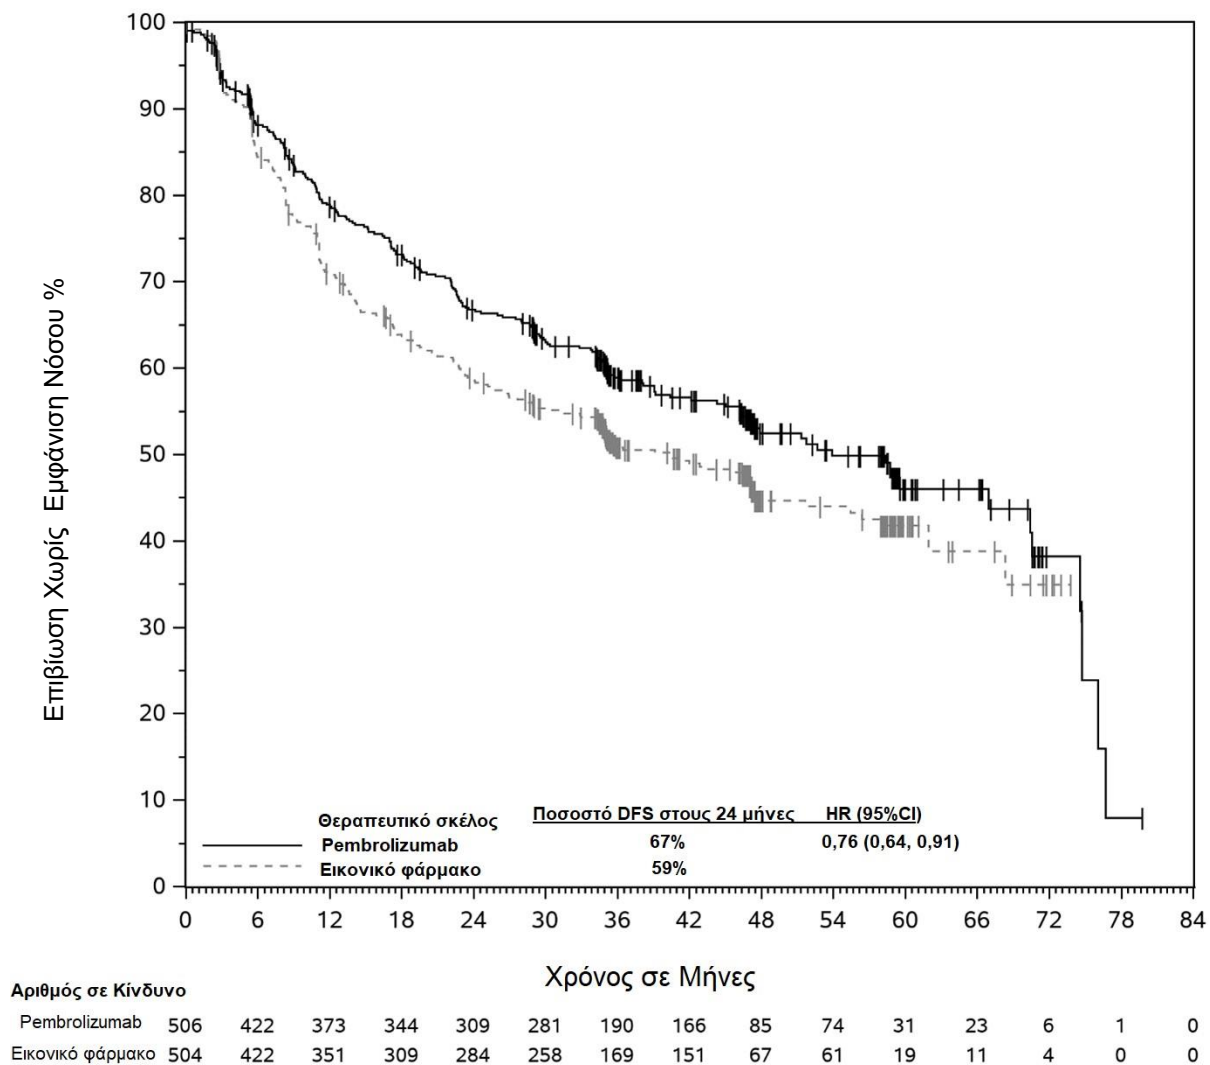 Επιβίωση Χωρίς Εμφάνιση Νόσου %
100
90
80
70
60
50
40
30
20
10
0
Θεραπευτικό σκέλος Ποσοστό DFS στους 24 μήνες HR (95%CI)
Pembrolizumab 67% 0,76 (0,64, 0,91)
Εικονικό φάρμακο 59%
0 6 12 18 24 30 36 42 48 54 60 66 72 78 84
Χρόνος σε Μήνες
Αριθμός σε Κίνδυνο
Pembrolizumab 506 422 373 344 309 281 190 166 85 74 31 23 6 1 0
Εικονικό φάρμακο 504 422 351 309 284 258 169 151 67 61 19 11 4 0 0